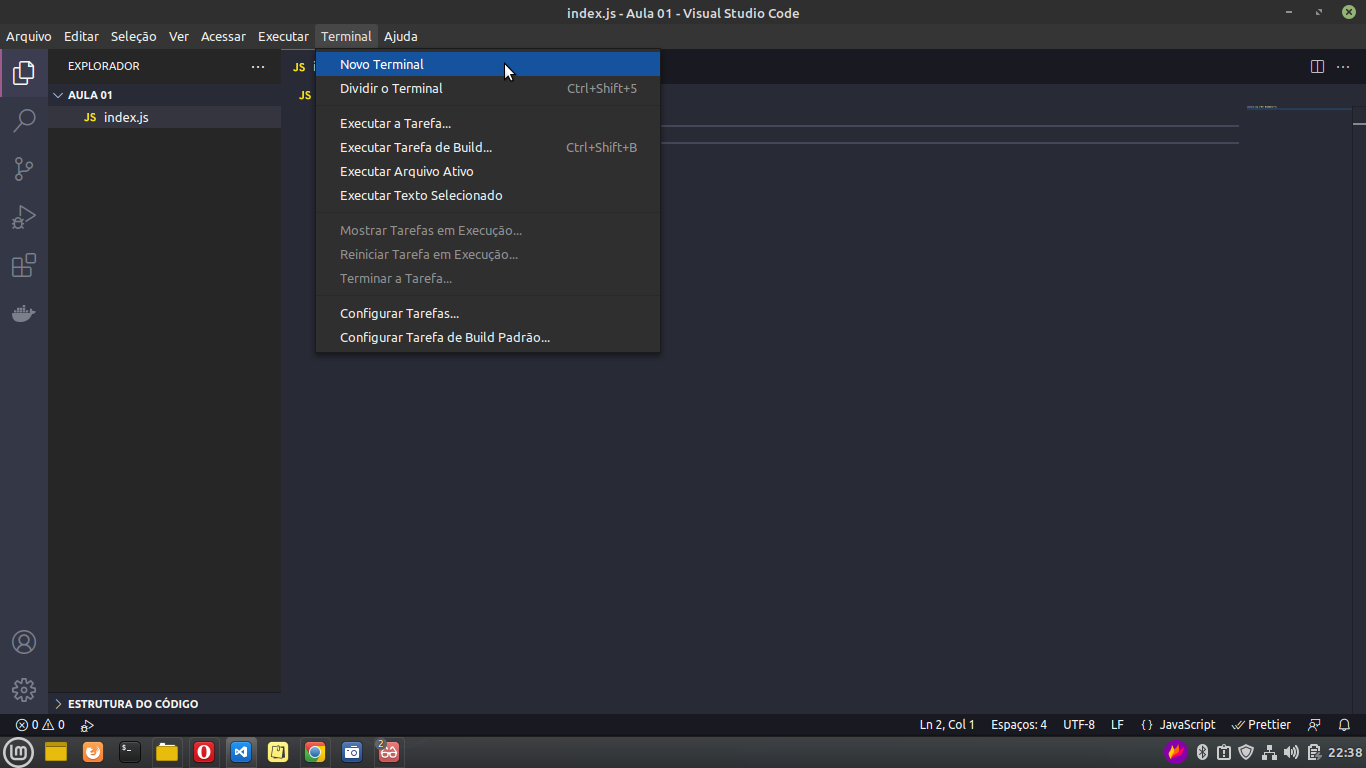 index.js - Aula 01 - Visual Studio Code
Arquivo Editar Seleção Ver Acessar Executar Terminal Ajuda
EXPLORADOR
AULA 01
JS index.js
JS
JS
Novo Terminal
Dividir o Terminal Ctrl+Shift+5
Executar a Tarefa...
Executar Tarefa de Build... Ctrl+Shift+B
Executar Arquivo Ativo
Executar Texto Selecionado
Mostrar Tarefas em Execução...
Reiniciar Tarefa em Execução...
Terminar a Tarefa...
Configurar Tarefas...
Configurar Tarefa de Build Padrão...
ESTRUTURA DO CÓDIGO
0 0 Ln 2, Col 1 Espaços: 4 UTF-8 LF {} JavaScript Prettier
2 22:38